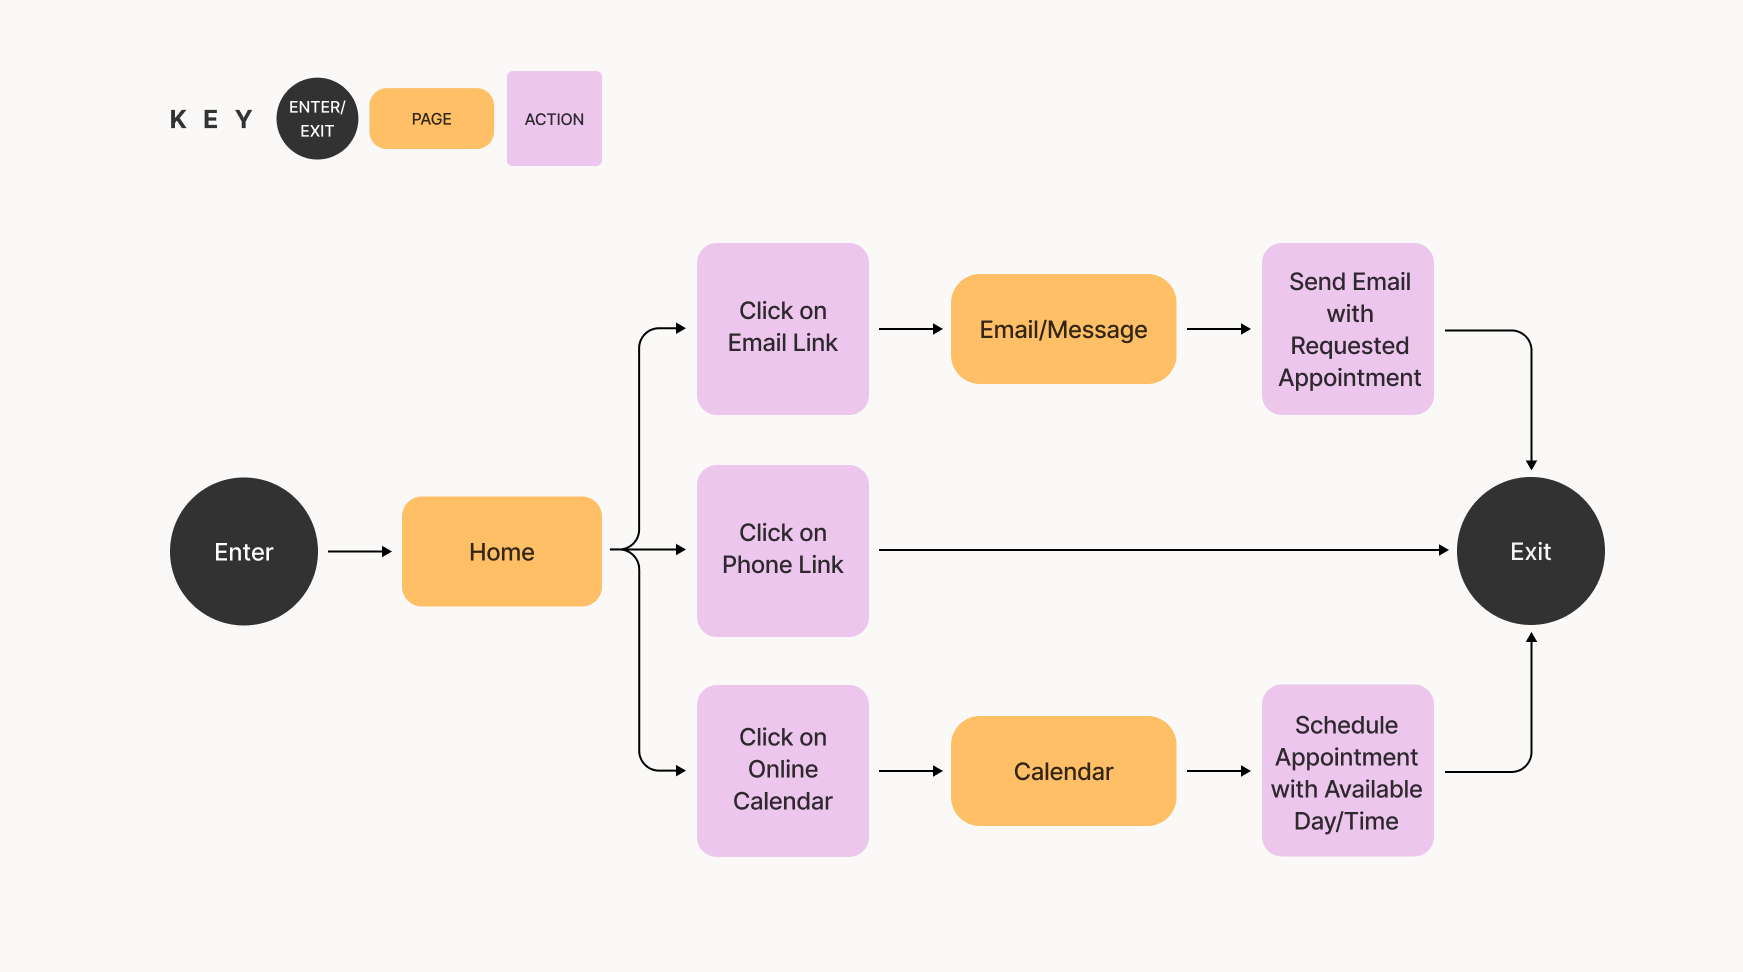 KEY
ENTER/
EXIT
PAGE
ACTION
Click on
Email Link
Email/Message
Send Email
with
Requested
Appointment
Enter
Home
Click on
Phone Link
Exit
Click on
Online
Calendar
Calendar
Schedule
Appointment
with Available
Day/Time